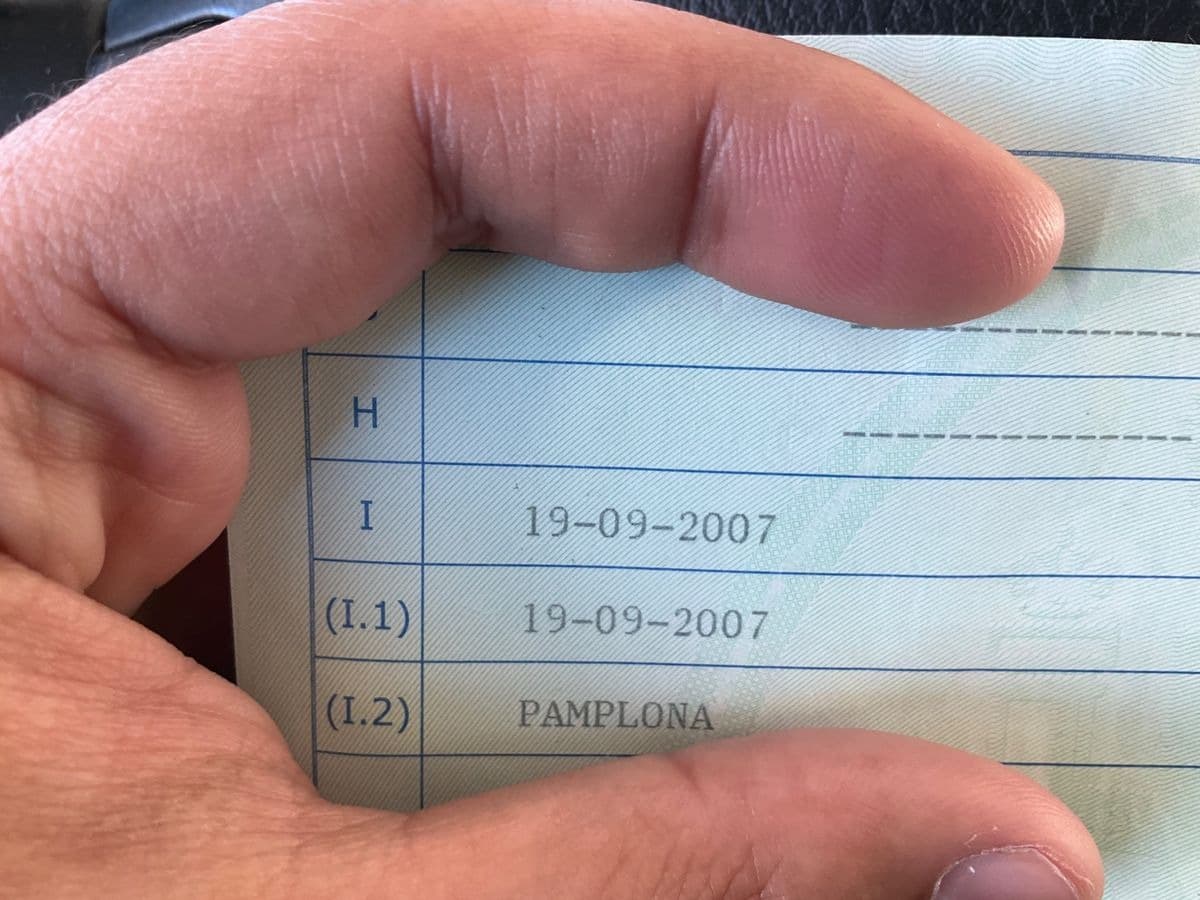 H
I 19-09-2007
(I.1) 19-09-2007
(I.2) PAMPLONA